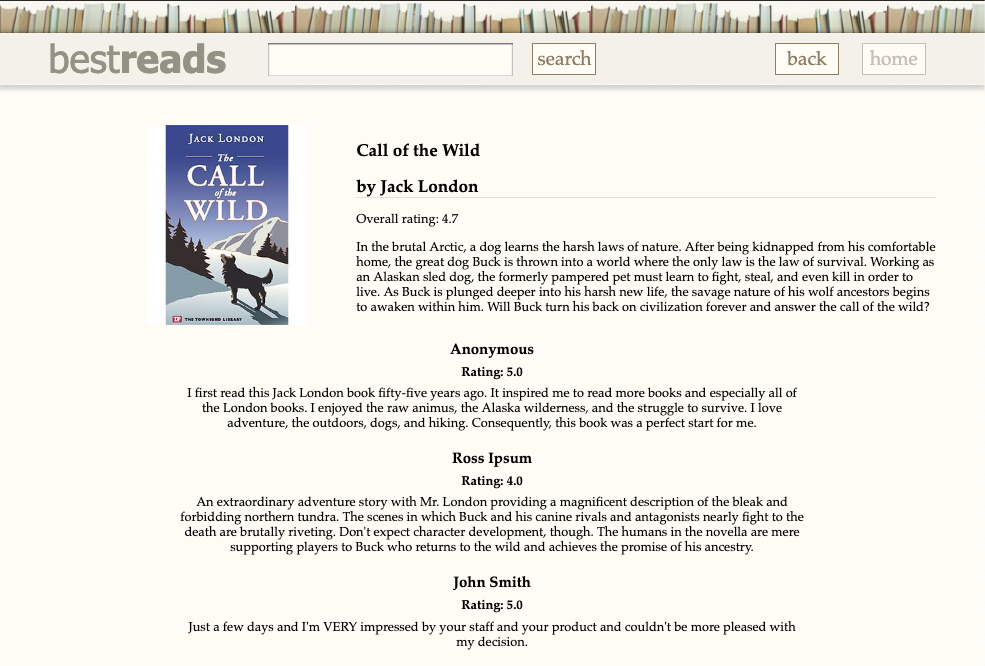 bestreads
search
back
home
JACK LONDON
The
CALL
of the
WILD
THE TOWNSEND LIBRARY
Call of the Wild
by Jack London
Overall rating: 4.7
In the brutal Arctic, a dog learns the harsh laws of nature. After being kidnapped from his comfortable
home, the great dog Buck is thrown into a world where the only law is the law of survival. Working as
an Alaskan sled dog, the formerly pampered pet must learn to fight, steal, and even kill in order to
live. As Buck is plunged deeper into his harsh new life, the savage nature of his wolf ancestors begins
to awaken within him. Will Buck turn his back on civilization forever and answer the call of the wild?
Anonymous
Rating: 5.0
I first read this Jack London book fifty-five years ago. It inspired me to read more books and especially all of
the London books. I enjoyed the raw animus, the Alaska wilderness, and the struggle to survive. I love
adventure, the outdoors, dogs, and hiking. Consequently, this book was a perfect start for me.
Ross Ipsum
Rating: 4.0
An extraordinary adventure story with Mr. London providing a magnificent description of the bleak and
forbidding northern tundra. The scenes in which Buck and his canine rivals and antagonists nearly fight to the
death are brutally riveting. Don't expect character development, though. The humans in the novella are mere
supporting players to Buck who returns to the wild and achieves the promise of his ancestry.
John Smith
Rating: 5.0
Just a few days and I'm VERY impressed by your staff and your product and couldn't be more pleased with
my decision.